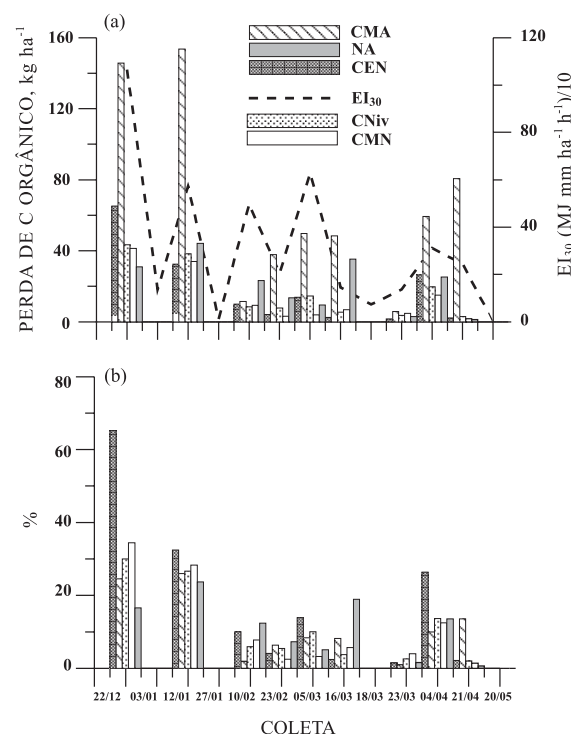 (a)
CMA
NA
CEN
EI30
CNiv
CMN
PERDA DE C ORGÂNICO, kg ha-1
160
160
80
40
0
EI30 (MJ mm ha-1 h-1)/10
120
80
40
0
(b)
%
80
60
40
20
0
22/12 03/01 12/01 27/01 10/02 23/02 05/03 16/03 18/03 23/03 04/04 21/04 20/05
COLETA